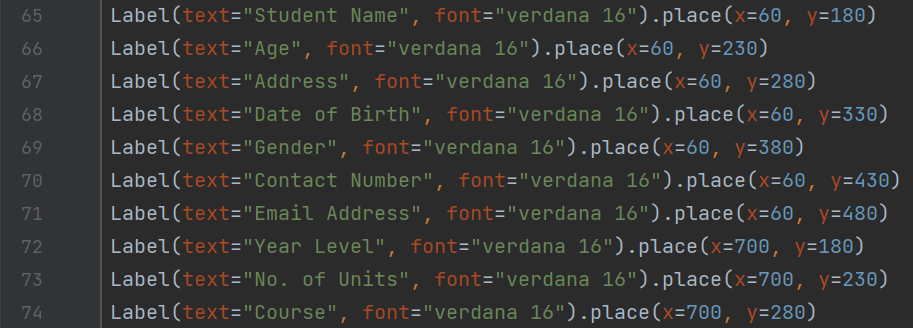 65 Label(text="Student Name", font="verdana 16").place(x=60, y=180)
66 Label(text="Age", font="verdana 16").place(x=60, y=230)
67 Label(text="Address", font="verdana 16").place(x=60, y=280)
68 Label(text="Date of Birth", font="verdana 16").place(x=60, y=330)
69 Label(text="Gender", font="verdana 16").place(x=60, y=380)
70 Label(text="Contact Number", font="verdana 16").place(x=60, y=430)
71 Label(text="Email Address", font="verdana 16").place(x=60, y=480)
72 Label(text="Year Level", font="verdana 16").place(x=700, y=180)
73 Label(text="No. of Units", font="verdana 16").place(x=700, y=230)
74 Label(text="Course", font="verdana 16").place(x=700, y=280)